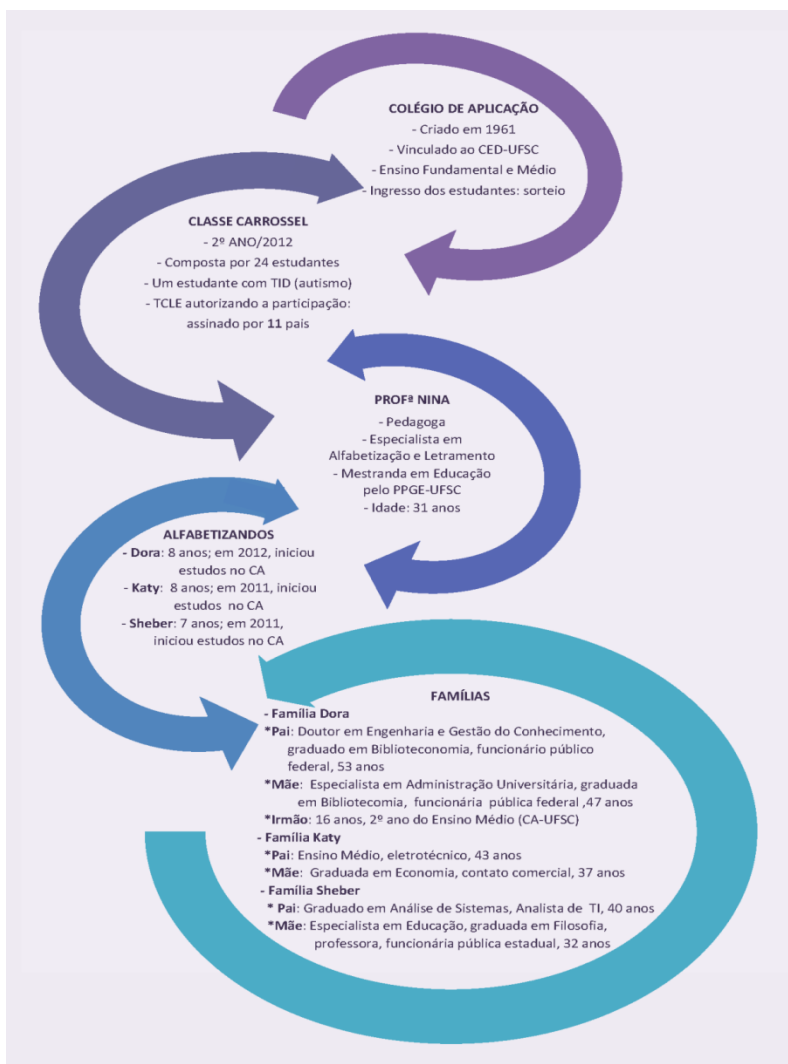 COLÉGIO DE APLICAÇÃO
- Criado em 1961
- Vinculado ao CED-UFSC
- Ensino Fundamental e Médio
- Ingresso dos estudantes: sorteio
CLASSE CARROSSEL
- 2º ANO/2012
- Composta por 24 estudantes
- Um estudante com TID (autismo)
- TCLE autorizando a participação:
assinado por 11 pais
PROFª NINA
- Pedagoga
- Especialista em
Alfabetização e Letramento
- Mestranda em Educação
pelo PPGE-UFSC
- Idade: 31 anos
ALFABETIZANDOS
- Dora: 8 anos; em 2012, iniciou
estudos no CA
- Katy: 8 anos; em 2011, iniciou
estudos no CA
- Sheber: 7 anos; em 2011,
iniciou estudos no CA
FAMÍLIAS
- Família Dora
*Pai: Doutor em Engenharia e Gestão do Conhecimento,
graduado em Biblioteconomia, funcionário público
federal, 53 anos
*Mãe: Especialista em Administração Universitária, graduada
em Bibliotecomia, funcionária pública federal ,47 anos
*Irmão: 16 anos, 2º ano do Ensino Médio (CA-UFSC)
- Família Katy
*Pai: Ensino Médio, eletrotécnico, 43 anos
*Mãe: Graduada em Economia, contato comercial, 37 anos
- Família Sheber
* Pai: Graduado em Análise de Sistemas, Analista de TI, 40 anos
*Mãe: Especialista em Educação, graduada em Filosofia,
professora, funcionária pública estadual, 32 anos